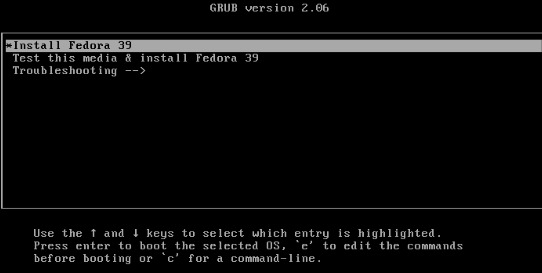 GRUB version 2.06
*Install Fedora 39
Test this media & install Fedora 39
Troubleshooting -->
Use the ↑ and ↓ keys to select which entry is highlighted.
Press enter to boot the selected OS, `e' to edit the commands
before booting or `c' for a command-line.